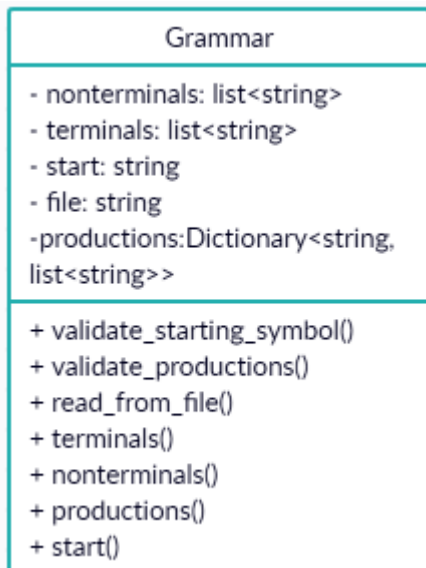 Grammar
- nonterminals: list<string>
- terminals: list<string>
- start: string
- file: string
-productions:Dictionary<string,
list<string>>
+ validate_starting_symbol()
+ validate_productions()
+ read_from_file()
+ terminals()
+ nonterminals()
+ productions()
+ start()